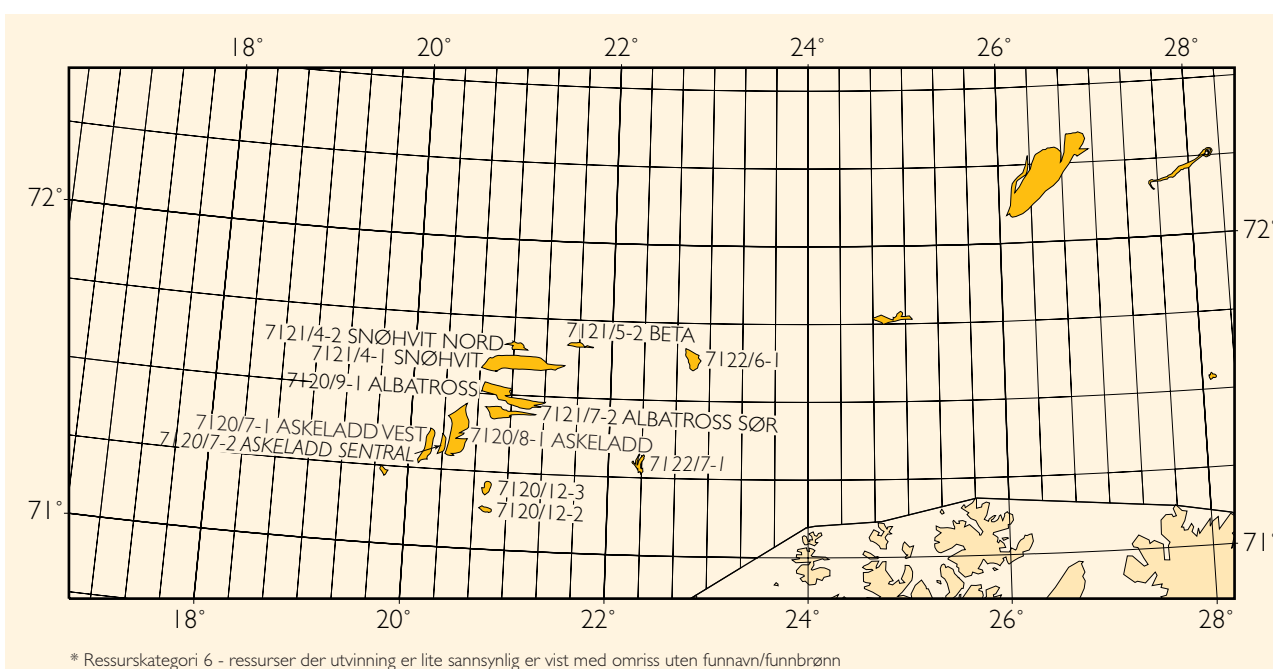 18° 20° 22° 24° 26° 28°
72°
72°
7121/4-2 SNØHVIT NORD
7121/5-2 BETA
7121/4-1 SNØHVIT
7122/6-1
7120/9-1 ALBATROSS
7121/7-2 ALBATROSS SØR
7120/7-1 ASKELADD VEST
7120/8-1 ASKELADD
7120/7-2 ASKELADD SENTRAL
7122/7-1
7120/12-3
7120/12-2
71°
71°
18° 20° 22° 24° 26° 28°
* Ressurskategori 6 - ressurser der utvinning er lite sannsynlig er vist med omriss uten funnavn/funnbrønn